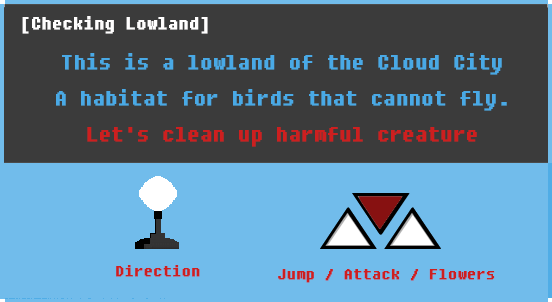 [Checking Lowland]
This is a lowland of the Cloud City
A habitat for birds that cannot fly.
Let's clean up harmful creature
Direction
Jump / Attack / Flowers